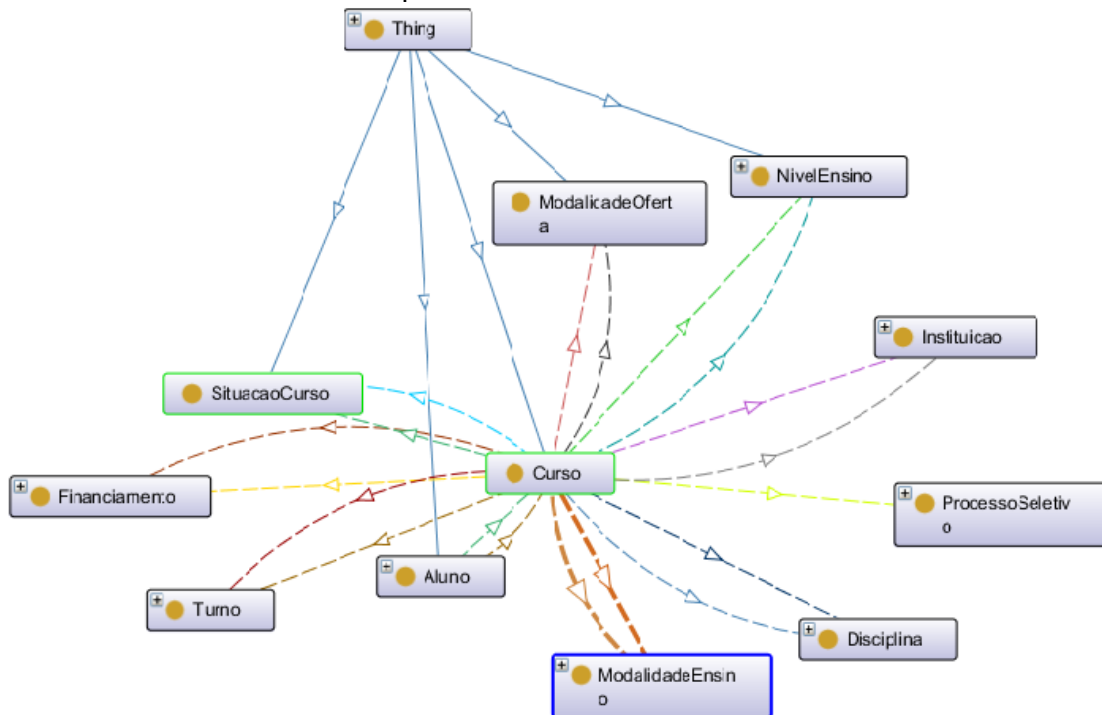 Thing
NivelEnsino
ModalicadeOfert
a
Instituicao
SituacaoCurso
Curso
Financiamento
ProcessoSeletiv
o
Aluno
Turno
Disciplina
ModalidadeEnsin
o